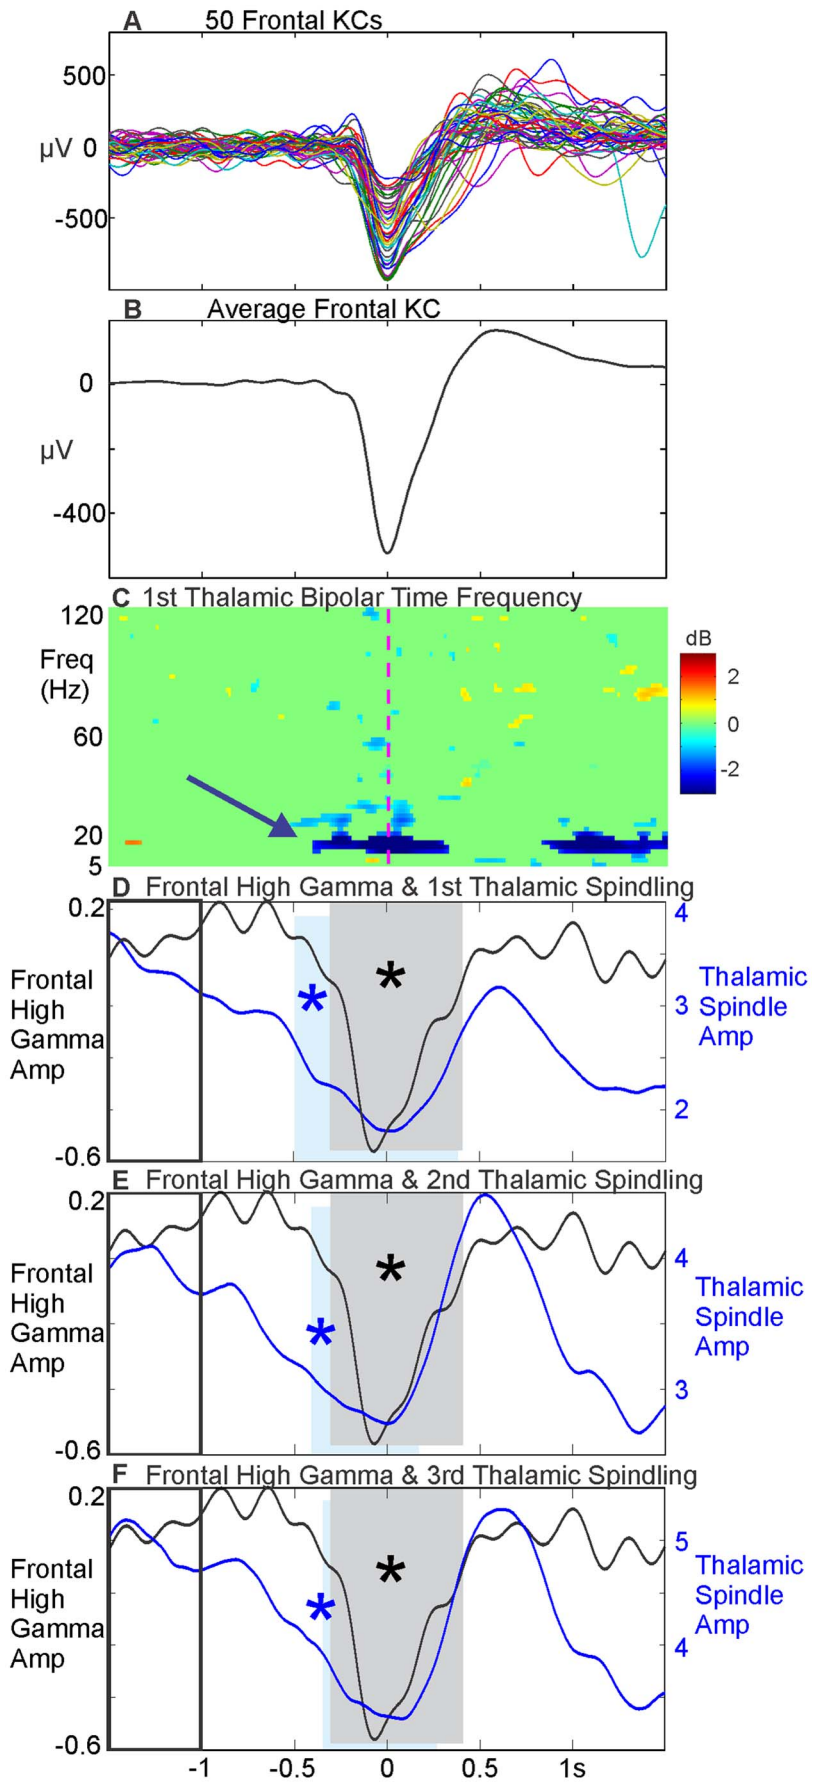 A 50 Frontal KCs
500
µV 0
-500
B Average Frontal KC
0
µV
-400
C 1st Thalamic Bipolar Time Frequency
120
Freq
(Hz)
60
20
5
dB
2
0
-2
D Frontal High Gamma & 1st Thalamic Spindling
0.2
Frontal
High
Gamma
Amp
-0.6
4
3
2
Thalamic
Spindle
Amp
*
*
E Frontal High Gamma & 2nd Thalamic Spindling
0.2
Frontal
High
Gamma
Amp
-0.6
4
3
Thalamic
Spindle
Amp
*
*
F Frontal High Gamma & 3rd Thalamic Spindling
0.2
Frontal
High
Gamma
Amp
-0.6
5
4
Thalamic
Spindle
Amp
*
*
-1 -0.5 0 0.5 1s